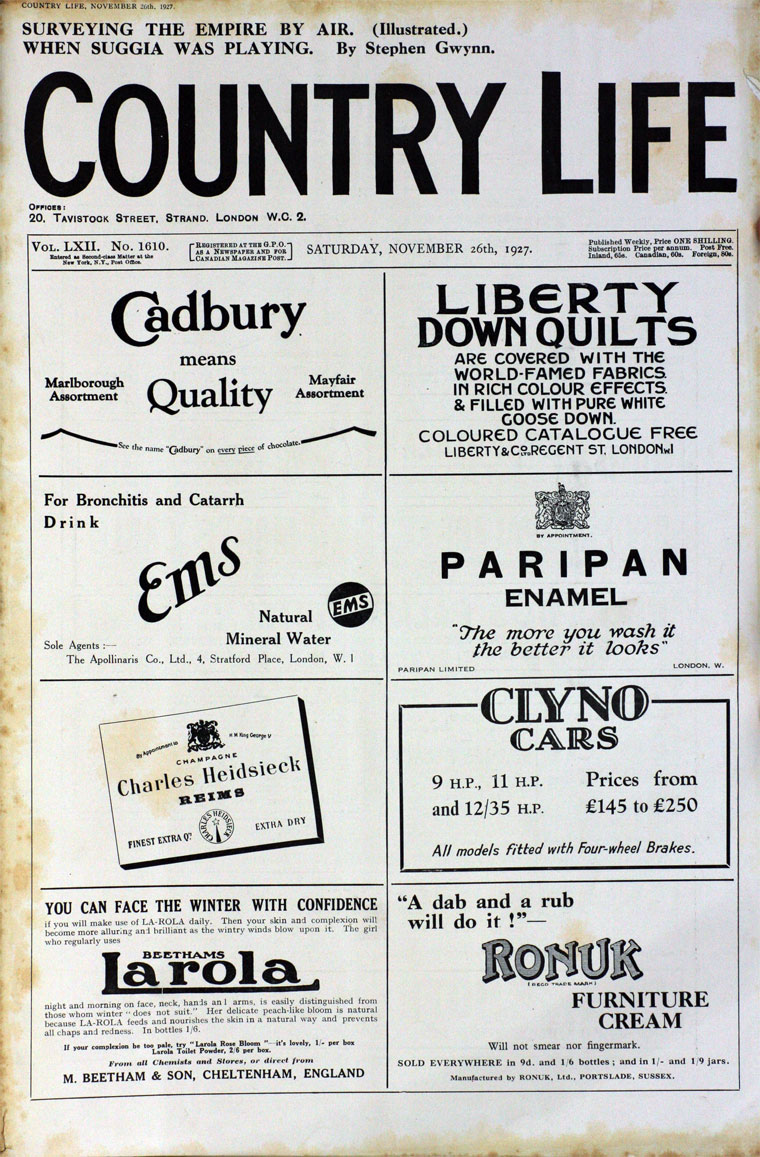 COUNTRY LIFE, NOVEMBER 26th, 1927.
SURVEYING THE EMPIRE BY AIR. (Illustrated.)
WHEN SUGGIA WAS PLAYING. By Stephen Gwynn.
COUNTRY LIFE
OFFICES:
20, TAVISTOCK STREET, STRAND, LONDON W.C. 2.
VOL. LXII. No. 1610.
Entered as Second-class Matter at the
New York, N.Y., Post Office.
[REGISTERED AT THE G.P.O.
AS A NEWSPAPER AND FOR
CANADIAN MAGAZINE POST.]
SATURDAY, NOVEMBER 26th, 1927.
Published Weekly, Price ONE SHILLING.
Subscription Price per annum. Post Free.
Inland, 65s. Canadian, 60s. Foreign, 80s.
Cadbury
means
Quality
Marlborough
Assortment
Mayfair
Assortment
See the name "Cadbury" on every piece of chocolate.
LIBERTY
DOWN QUILTS
ARE COVERED WITH THE
WORLD-FAMED FABRICS
IN RICH COLOUR EFFECTS
& FILLED WITH PURE WHITE
GOOSE DOWN.
COLOURED CATALOGUE FREE
LIBERTY & CO LTD REGENT ST. LONDON W1
For Bronchitis and Catarrh
Drink
Ems
EMS
Natural
Mineral Water
Sole Agents :—
The Apollinaris Co., Ltd., 4, Stratford Place, London, W. 1
BY APPOINTMENT.
PARIPAN
ENAMEL
"The more you wash it
the better it looks"
PARIPAN LIMITED
LONDON, W.
By Appointment to
H M King George V
CHAMPAGNE
Charles Heidsieck
REIMS
FINEST EXTRA QTY
CHARLES HEIDSIECK
EXTRA DRY
CLYNO
CARS
9 H.P., 11 H.P.
and 12/35 H.P.
Prices from
£145 to £250
All models fitted with Four-wheel Brakes.
YOU CAN FACE THE WINTER WITH CONFIDENCE
if you will make use of LA-ROLA daily. Then your skin and complexion will
become more alluring and brilliant as the wintry winds blow upon it. The girl
who regularly uses
BEETHAMS
Larola
night and morning on face, neck, hands and arms, is easily distinguished from
those whom winter "does not suit." Her delicate peach-like bloom is natural
because LA-ROLA feeds and nourishes the skin in a natural way and prevents
all chaps and redness. In bottles 1/6.
If your complexion be too pale, try "Larola Rose Bloom"—it's lovely, 1/- per box
Larola Toilet Powder, 2/6 per box.
From all Chemists and Stores, or direct from
M. BEETHAM & SON, CHELTENHAM, ENGLAND
"A dab and a rub
will do it !"—
RONUK
(REGD TRADE MARK)
FURNITURE
CREAM
Will not smear nor fingermark.
SOLD EVERYWHERE in 9d. and 1/6 bottles ; and in 1/- and 1/9 jars.
Manufactured by RONUK, Ltd., PORTSLADE, SUSSEX.